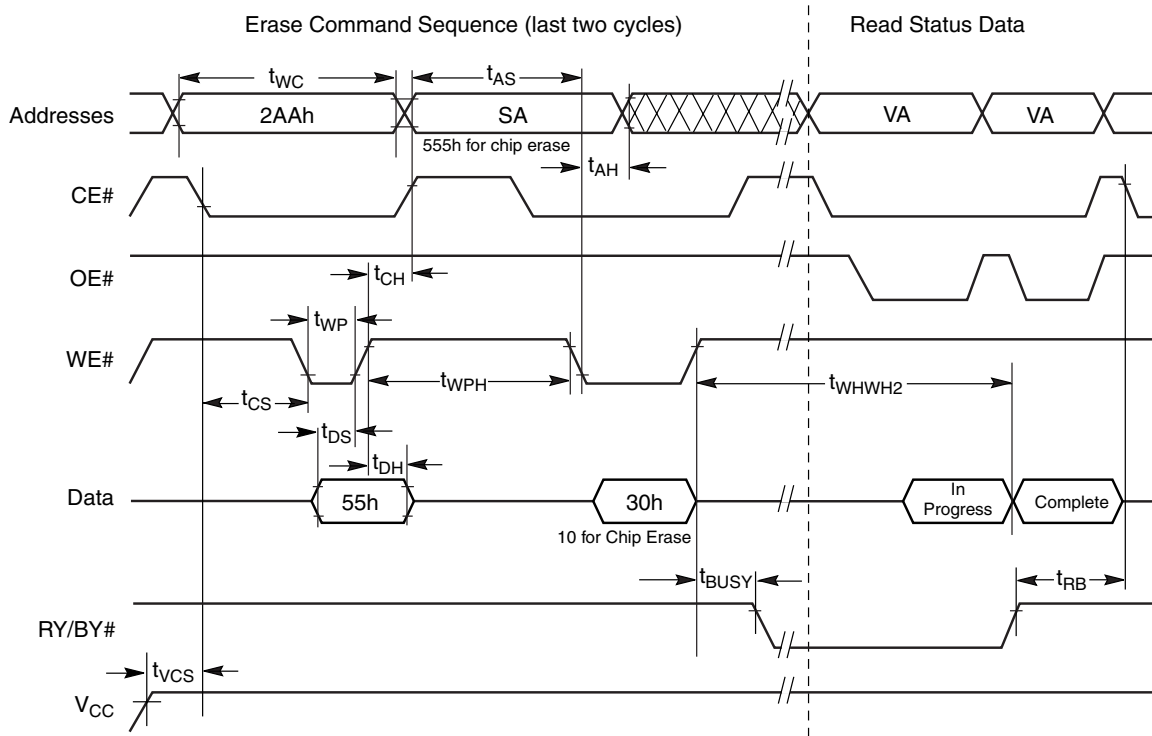 Erase Command Sequence (last two cycles)
Read Status Data
tWC
tAS
Addresses
2AAh
SA
VA
VA
555h for chip erase
tAH
CE#
OE#
tCH
tWP
WE#
tWPH
tWHWH2
tCS
tDS
tDH
Data
55h
30h
In
Progress
Complete
10 for Chip Erase
tBUSY
tRB
RY/BY#
tVCS
VCC